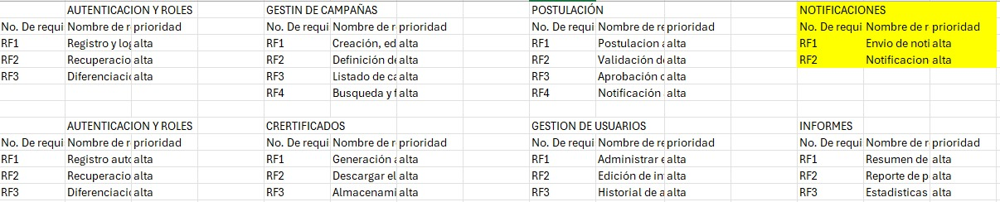 AUTENTICACION Y ROLES GESTIN DE CAMPAÑAS POSTULACIÓN NOTIFICACIONES
No. De requi Nombre de r prioridad No. De requi Nombre de r prioridad No. De requi Nombre de re prioridad No. De requi Nombre de r prioridad
RF1 Registro y log alta RF1 Creación, ed alta RF1 Postulacion a alta RF1 Envio de noti alta
RF2 Recuperacio alta RF2 Definición de alta RF2 Validación de alta RF2 Notificacion alta
RF3 Diferenciaci alta RF3 Listado de ca alta RF3 Aprobación o alta
RF4 Busqueda y f alta RF4 Notificación alta
AUTENTICACION Y ROLES CRERTIFICADOS GESTION DE USUARIOS INFORMES
No. De requi Nombre de r prioridad No. De requi Nombre de r prioridad No. De requi Nombre de re prioridad No. De requi Nombre de r prioridad
RF1 Registro auto alta RF1 Generación a alta RF1 Administrar e alta RF1 Resumen de alta
RF2 Recuperacio alta RF2 Descargar el alta RF2 Edición de in alta RF2 Reporte de p alta
RF3 Diferenciaci alta RF3 Almacenami alta RF3 Historial de a alta RF3 Estadisticas alta